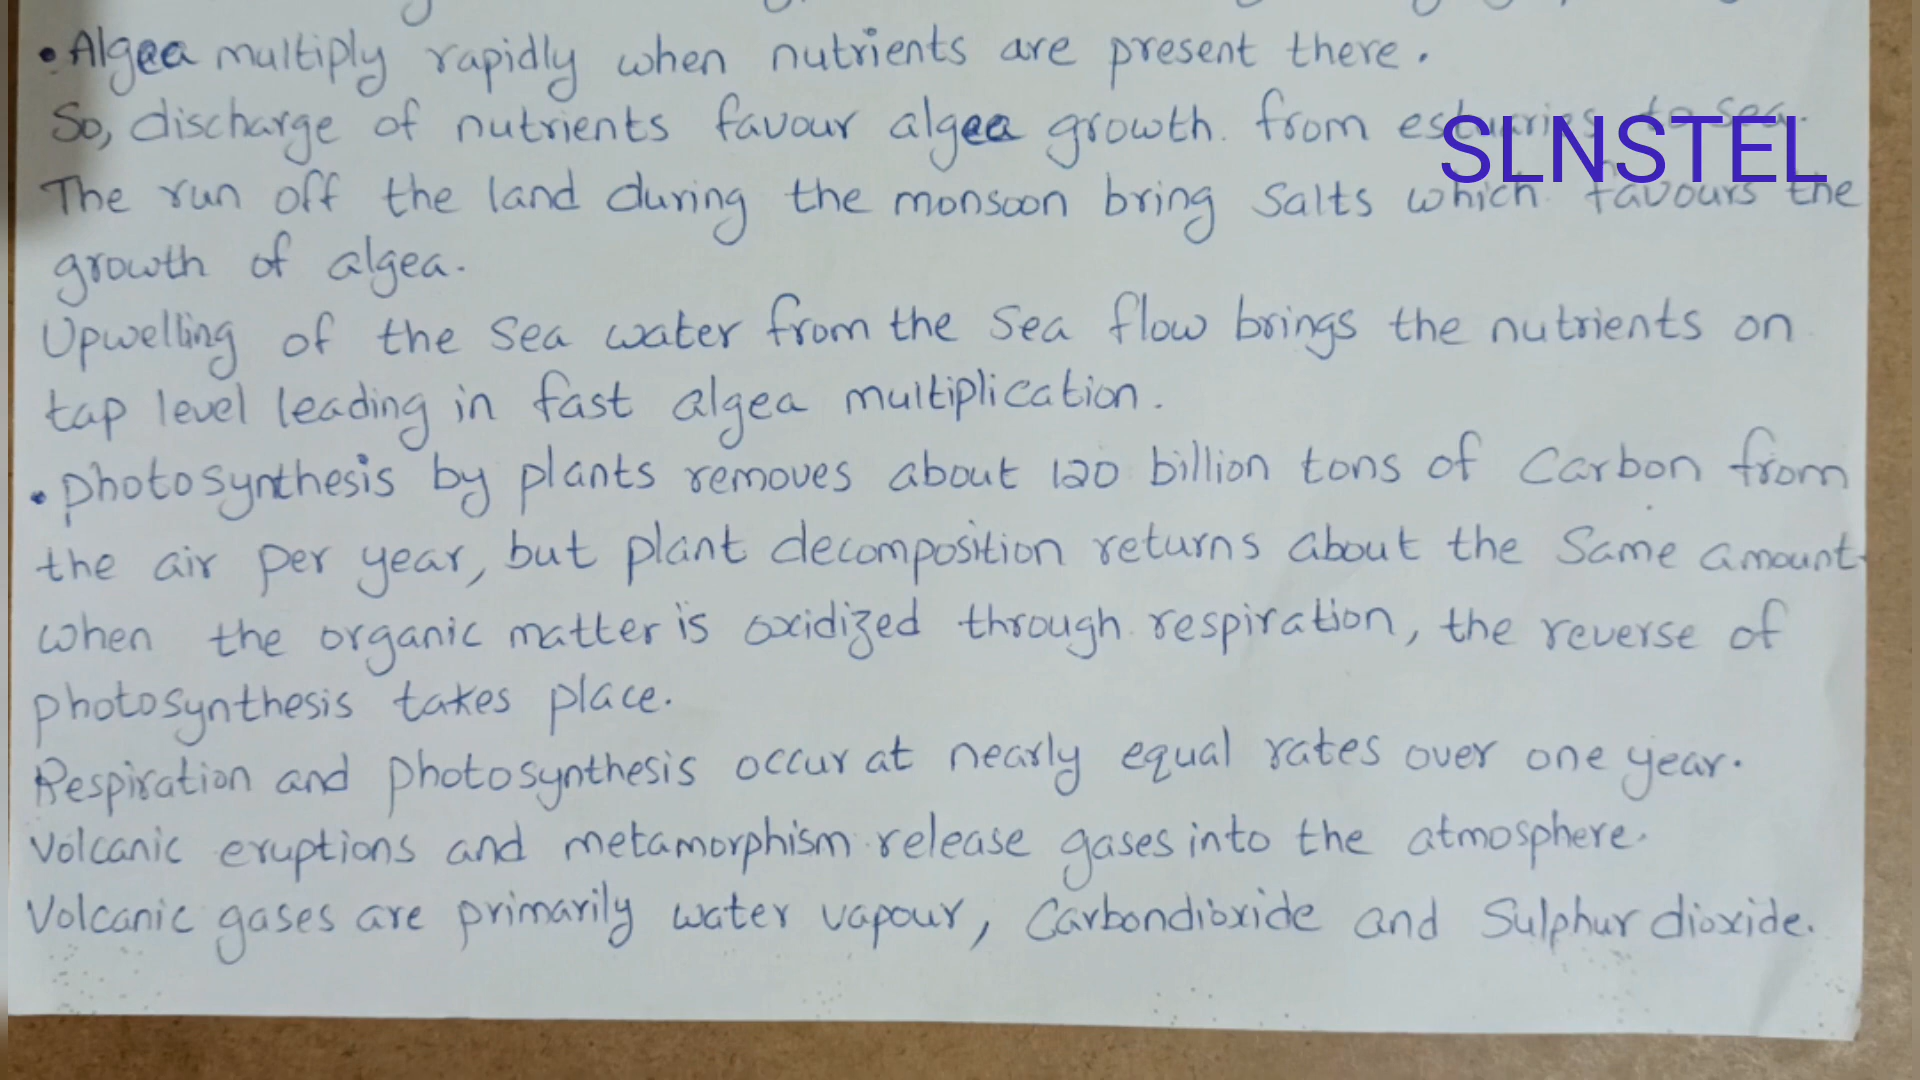 • Algea multiply rapidly when nutrients are present there.
So, discharge of nutrients favour algea growth. from estuaries to sea.
SLNSTEL
The run off the land during the monsoon bring Salts which favours the
growth of algea.
Upwelling of the Sea water from the Sea flow brings the nutrients on
tap level leading in fast algea multiplication.
• Photosynthesis by plants removes about 120 billion tons of Carbon from
the air per year, but plant decomposition returns about the Same amount.
when the organic matter is oxidized through respiration, the reverse of
photosynthesis takes place.
Respiration and photosynthesis occur at nearly equal rates over one year.
Volcanic eruptions and metamorphism release gases into the atmosphere.
Volcanic gases are primarily water vapour, Carbondioxide and Sulphur dioxide.